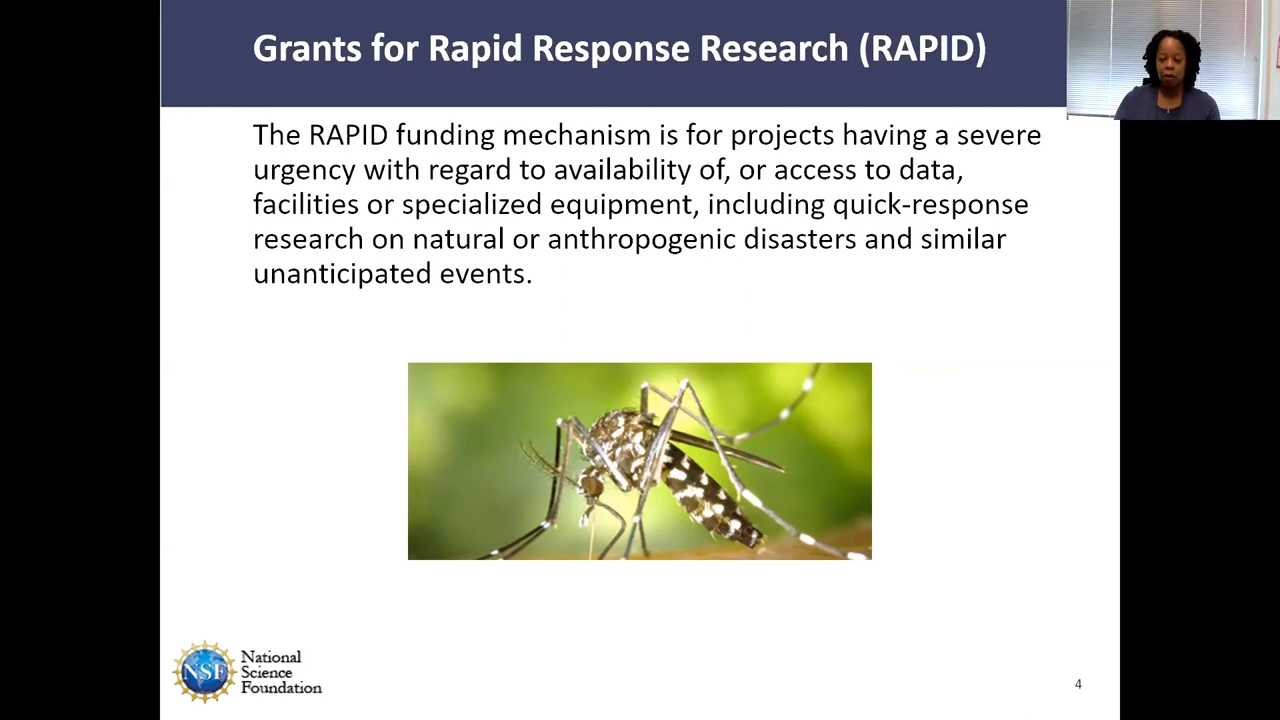 Grants for Rapid Response Research (RAPID)
The RAPID funding mechanism is for projects having a severe
urgency with regard to availability of, or access to data,
facilities or specialized equipment, including quick-response
research on natural or anthropogenic disasters and similar
unanticipated events.
NSF
National
Science
Foundation
4